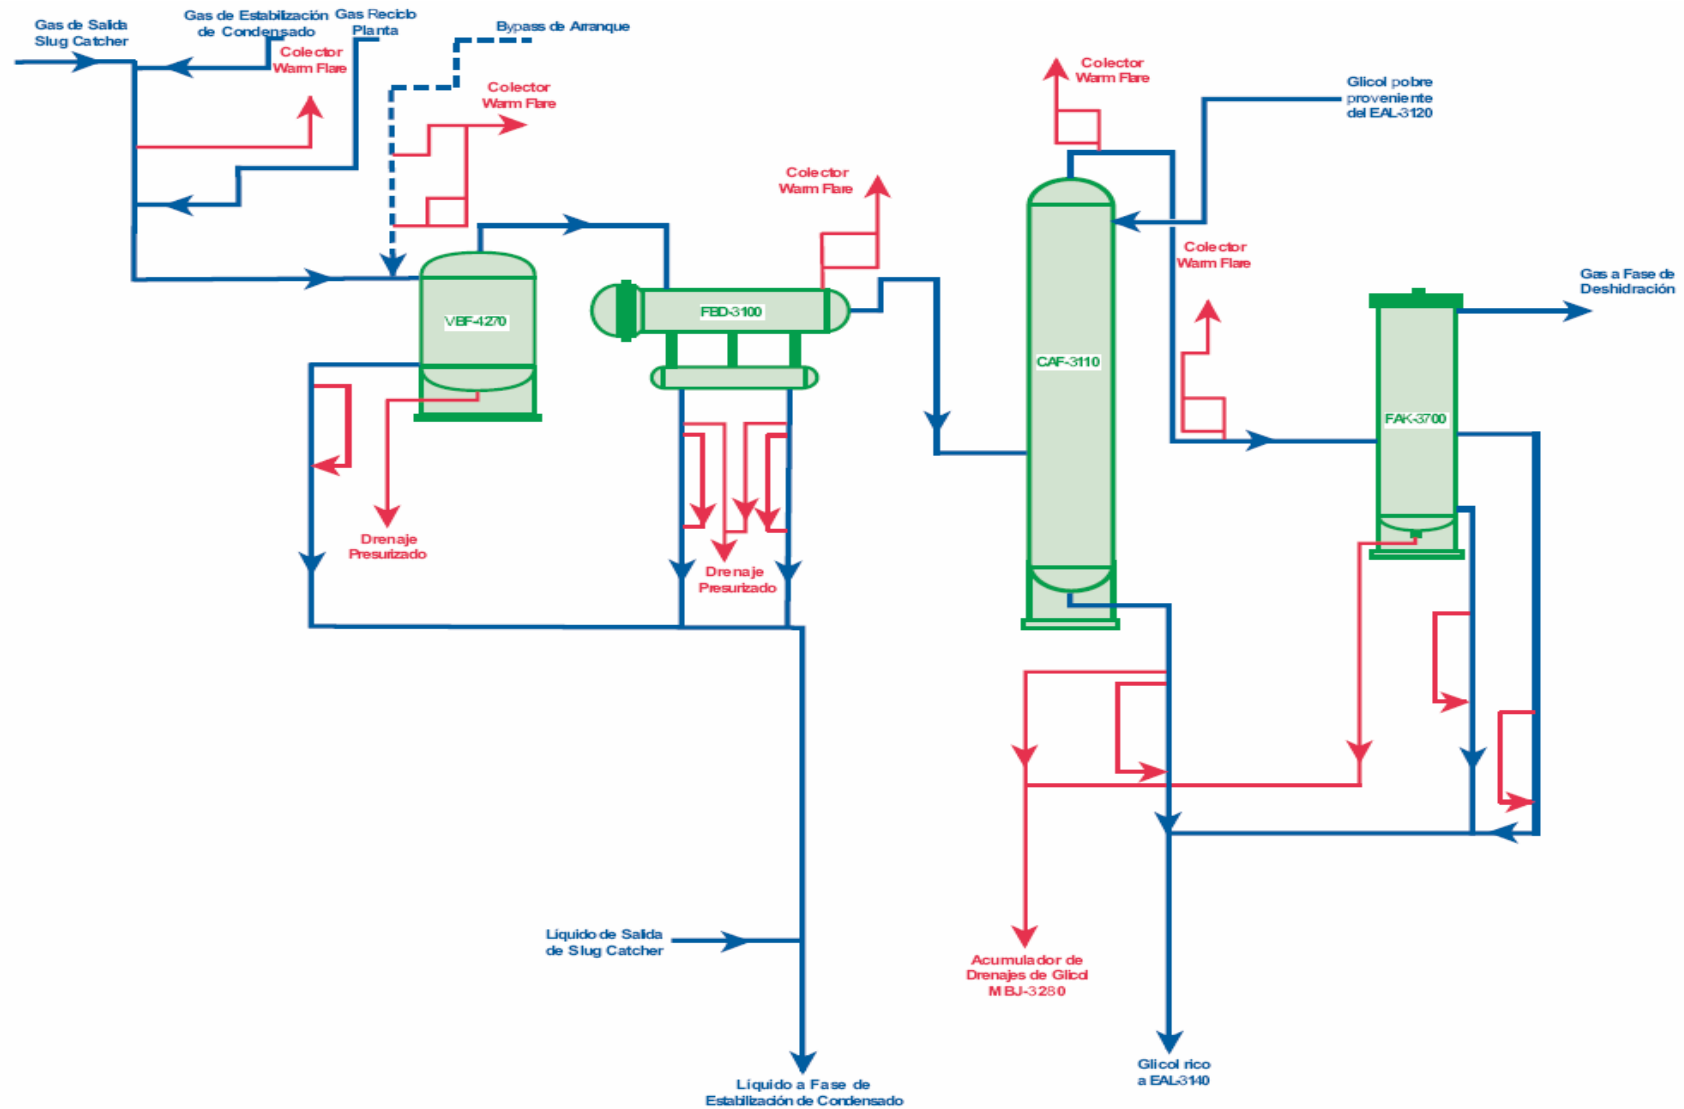 Gas de Salida
Slug Catcher
Gas de Estabilización
de Condensado
Gas Reciclo
Planta
Bypass de Arranque
Colector
Warm Flare
Colector
Warm Flare
Colector
Warm Flare
Colector
Warm Flare
Glicol pobre
proveniente
del EAL-3120
Colector
Warm Flare
Gas a Fase de
Deshidración
VBF-4270
FBD-3100
CAF-3110
FAK-3700
Drenaje
Presurizado
Drenaje
Presurizado
Líquido de Salida
de Slug Catcher
Acumulador de
Drenajes de Glicol
MBJ-3280
Glicol rico
a EAL-3140
Líquido a Fase de
Estabilización de Condensado